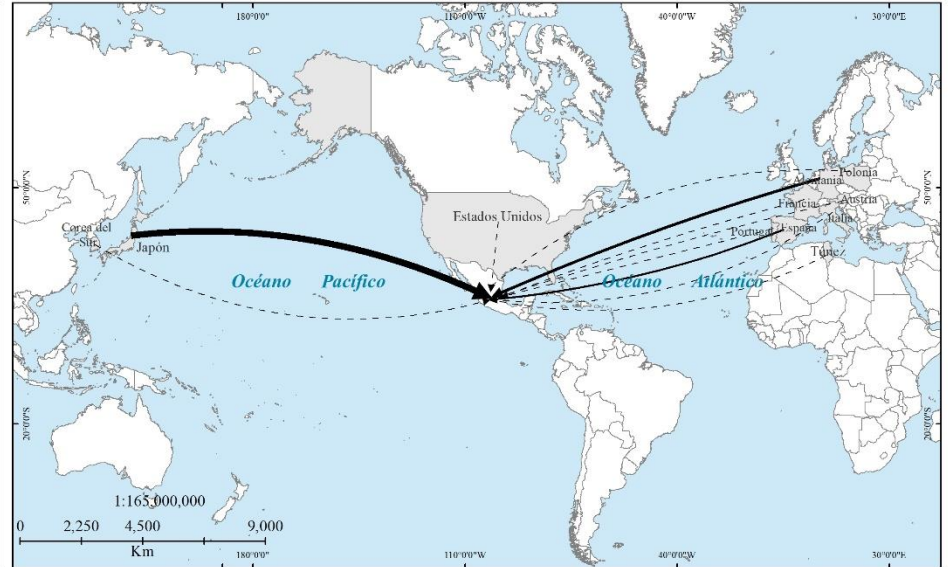 180°0'0"
110°0'0"W
40°0'0"W
30°0'0"E
50°0'0"N
50°0'0"N
Polonia
Alemania
Austria
Francia
Italia
Estados Unidos
Corea del
Sur
Japón
Portugal
España
Túnez
Océano Pacífico
Océano Atlántico
20°0'0"S
20°0'0"S
1:165,000,000
0 2,250 4,500 9,000
Km
180°0'0"
110°0'0"W
40°0'0"W
30°0'0"E